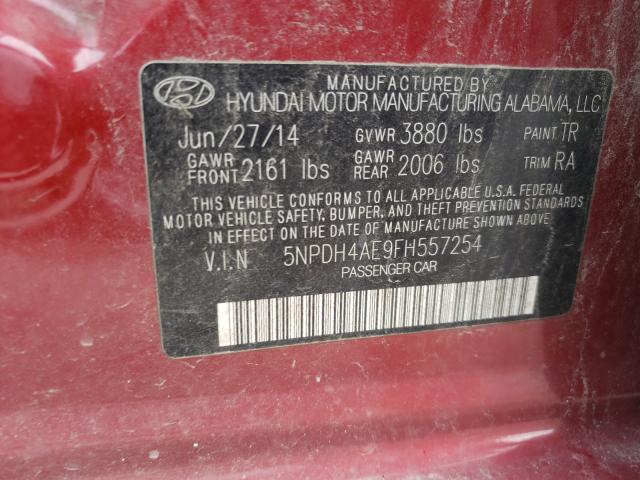 MANUFACTURED BY
HYUNDAI MOTOR MANUFACTURING ALABAMA, LLC
Jun/27/14 GVWR 3880 lbs PAINT TR
GAWR FRONT 2161 lbs GAWR REAR 2006 lbs TRIM RA
THIS VEHICLE CONFORMS TO ALL APPLICABLE U.S.A. FEDERAL
MOTOR VEHICLE SAFETY, BUMPER, AND THEFT PREVENTION STANDARDS
IN EFFECT ON THE DATE OF MANUFACTURE SHOWN ABOVE.
V.I.N 5NPDH4AE9FH557254
PASSENGER CAR